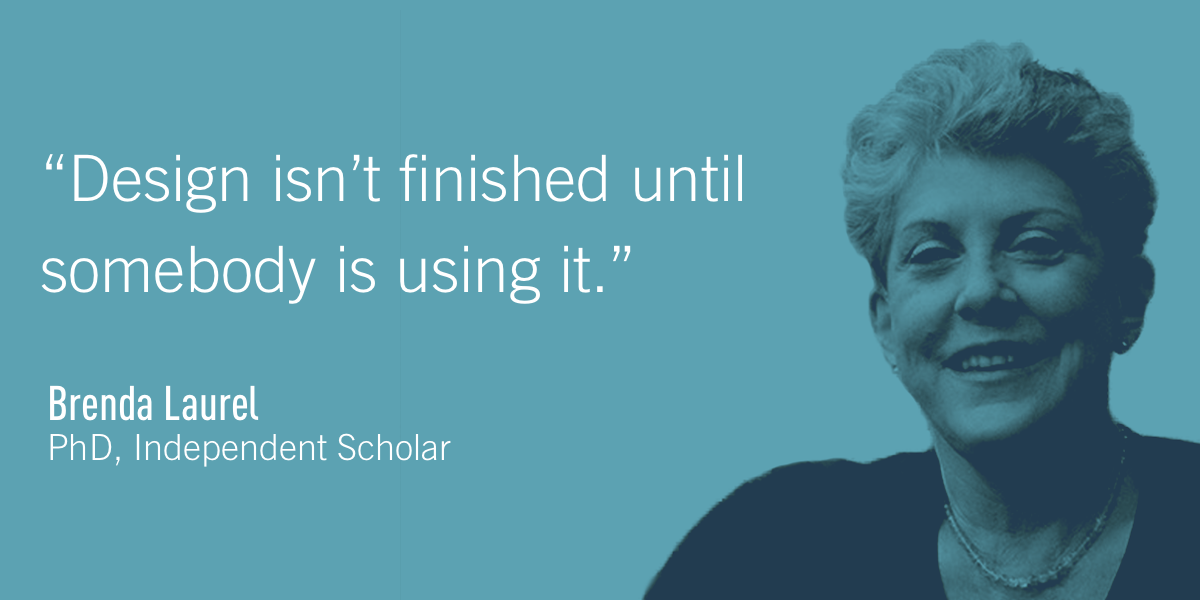 “Design isn’t finished until
somebody is using it.”
Brenda Laurel
PhD, Independent Scholar